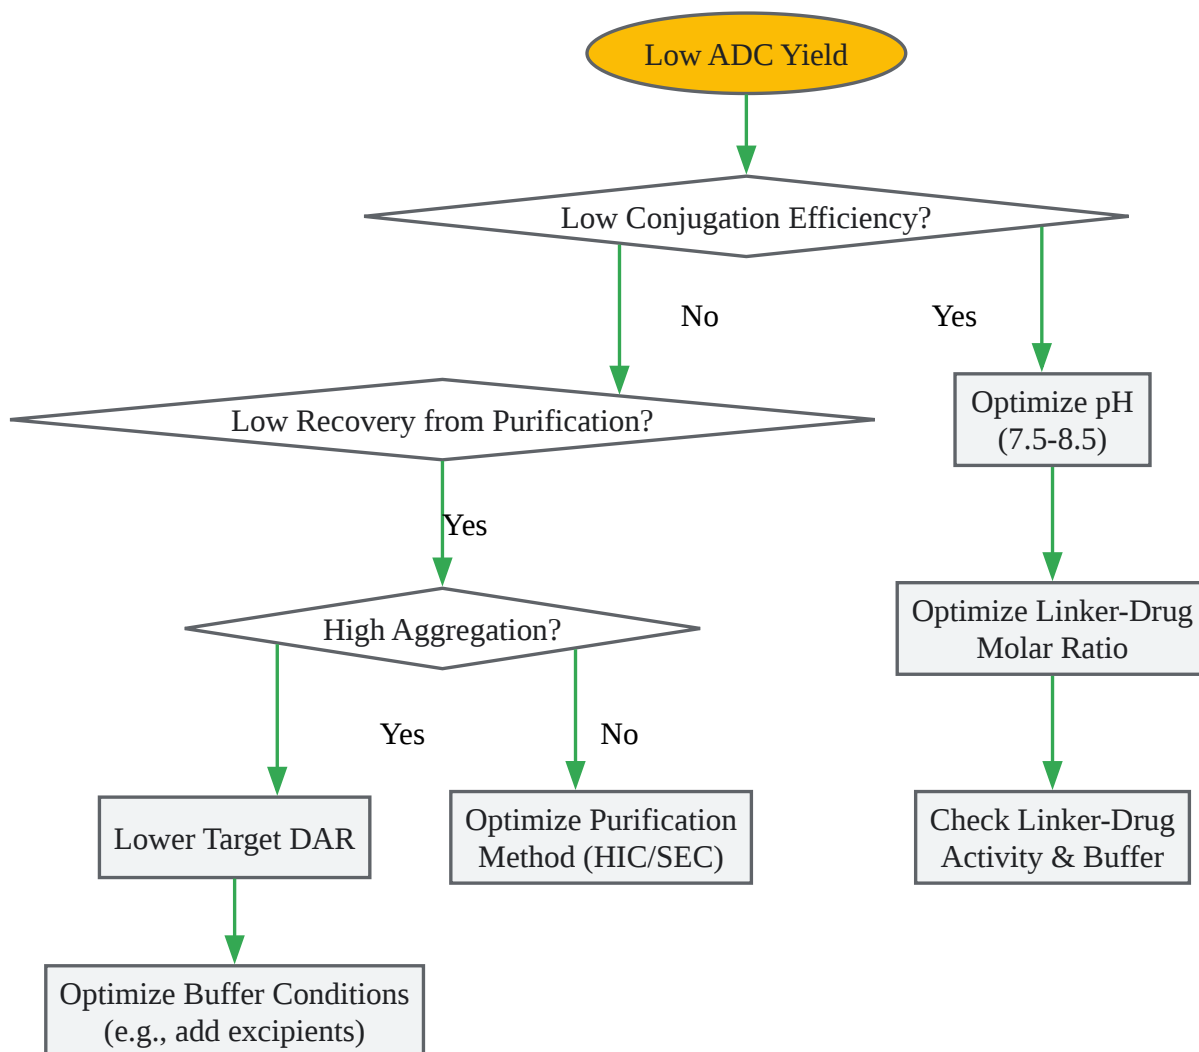 Low ADC Yield
Low Conjugation Efficiency?
No
Yes
Low Recovery from Purification?
Optimize pH
(7.5-8.5)
Yes
Optimize Linker-Drug
Molar Ratio
High Aggregation?
Yes
No
Lower Target DAR
Optimize Purification
Method (HIC/SEC)
Check Linker-Drug
Activity & Buffer
Optimize Buffer Conditions
(e.g., add excipients)